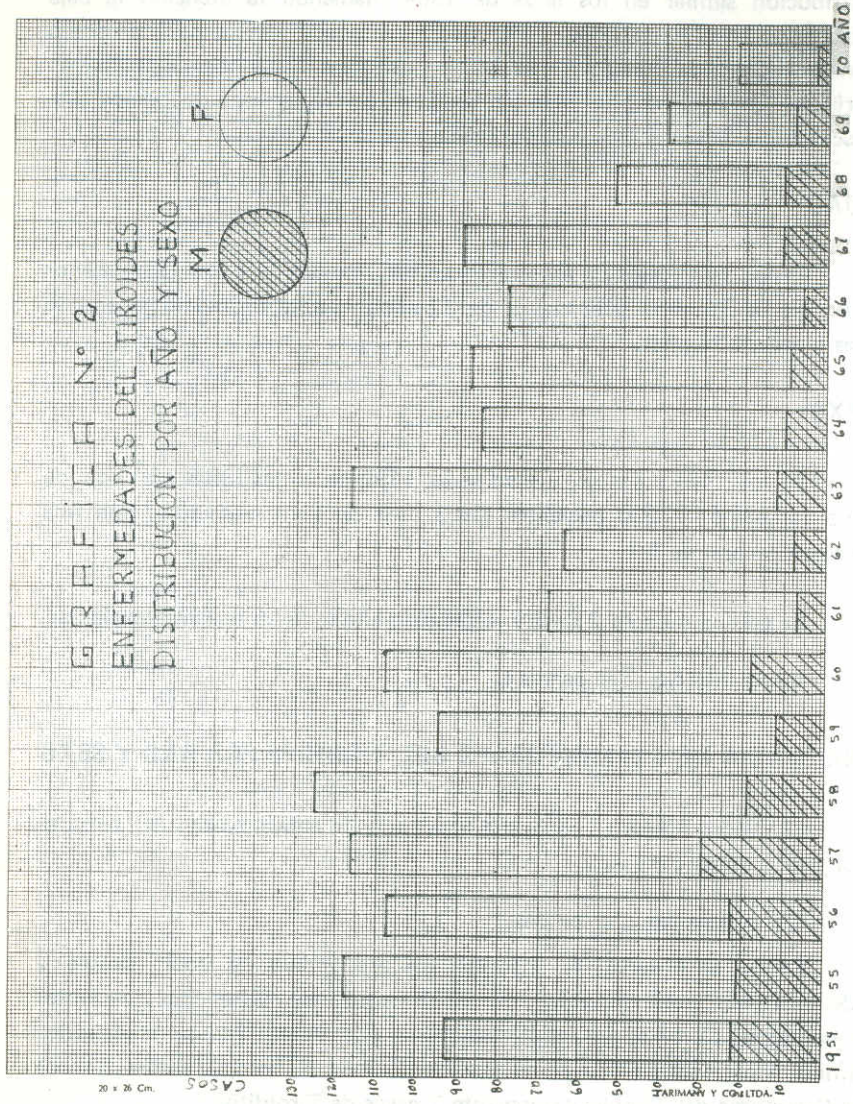 GRAFICA N° 2,
ENFERMEDADES DEL TIROIDES
DISTRIBUCION POR AÑO Y SEXO
M
F
CASOS
130
120
110
100
90
80
70
60
50
40
30
20
10
1954 55 56 57 58 59 60 61 62 63 64 65 66 67 68 69 70 AÑO
20 x 26 Cm.
TARIMANY Y CO. LTDA.